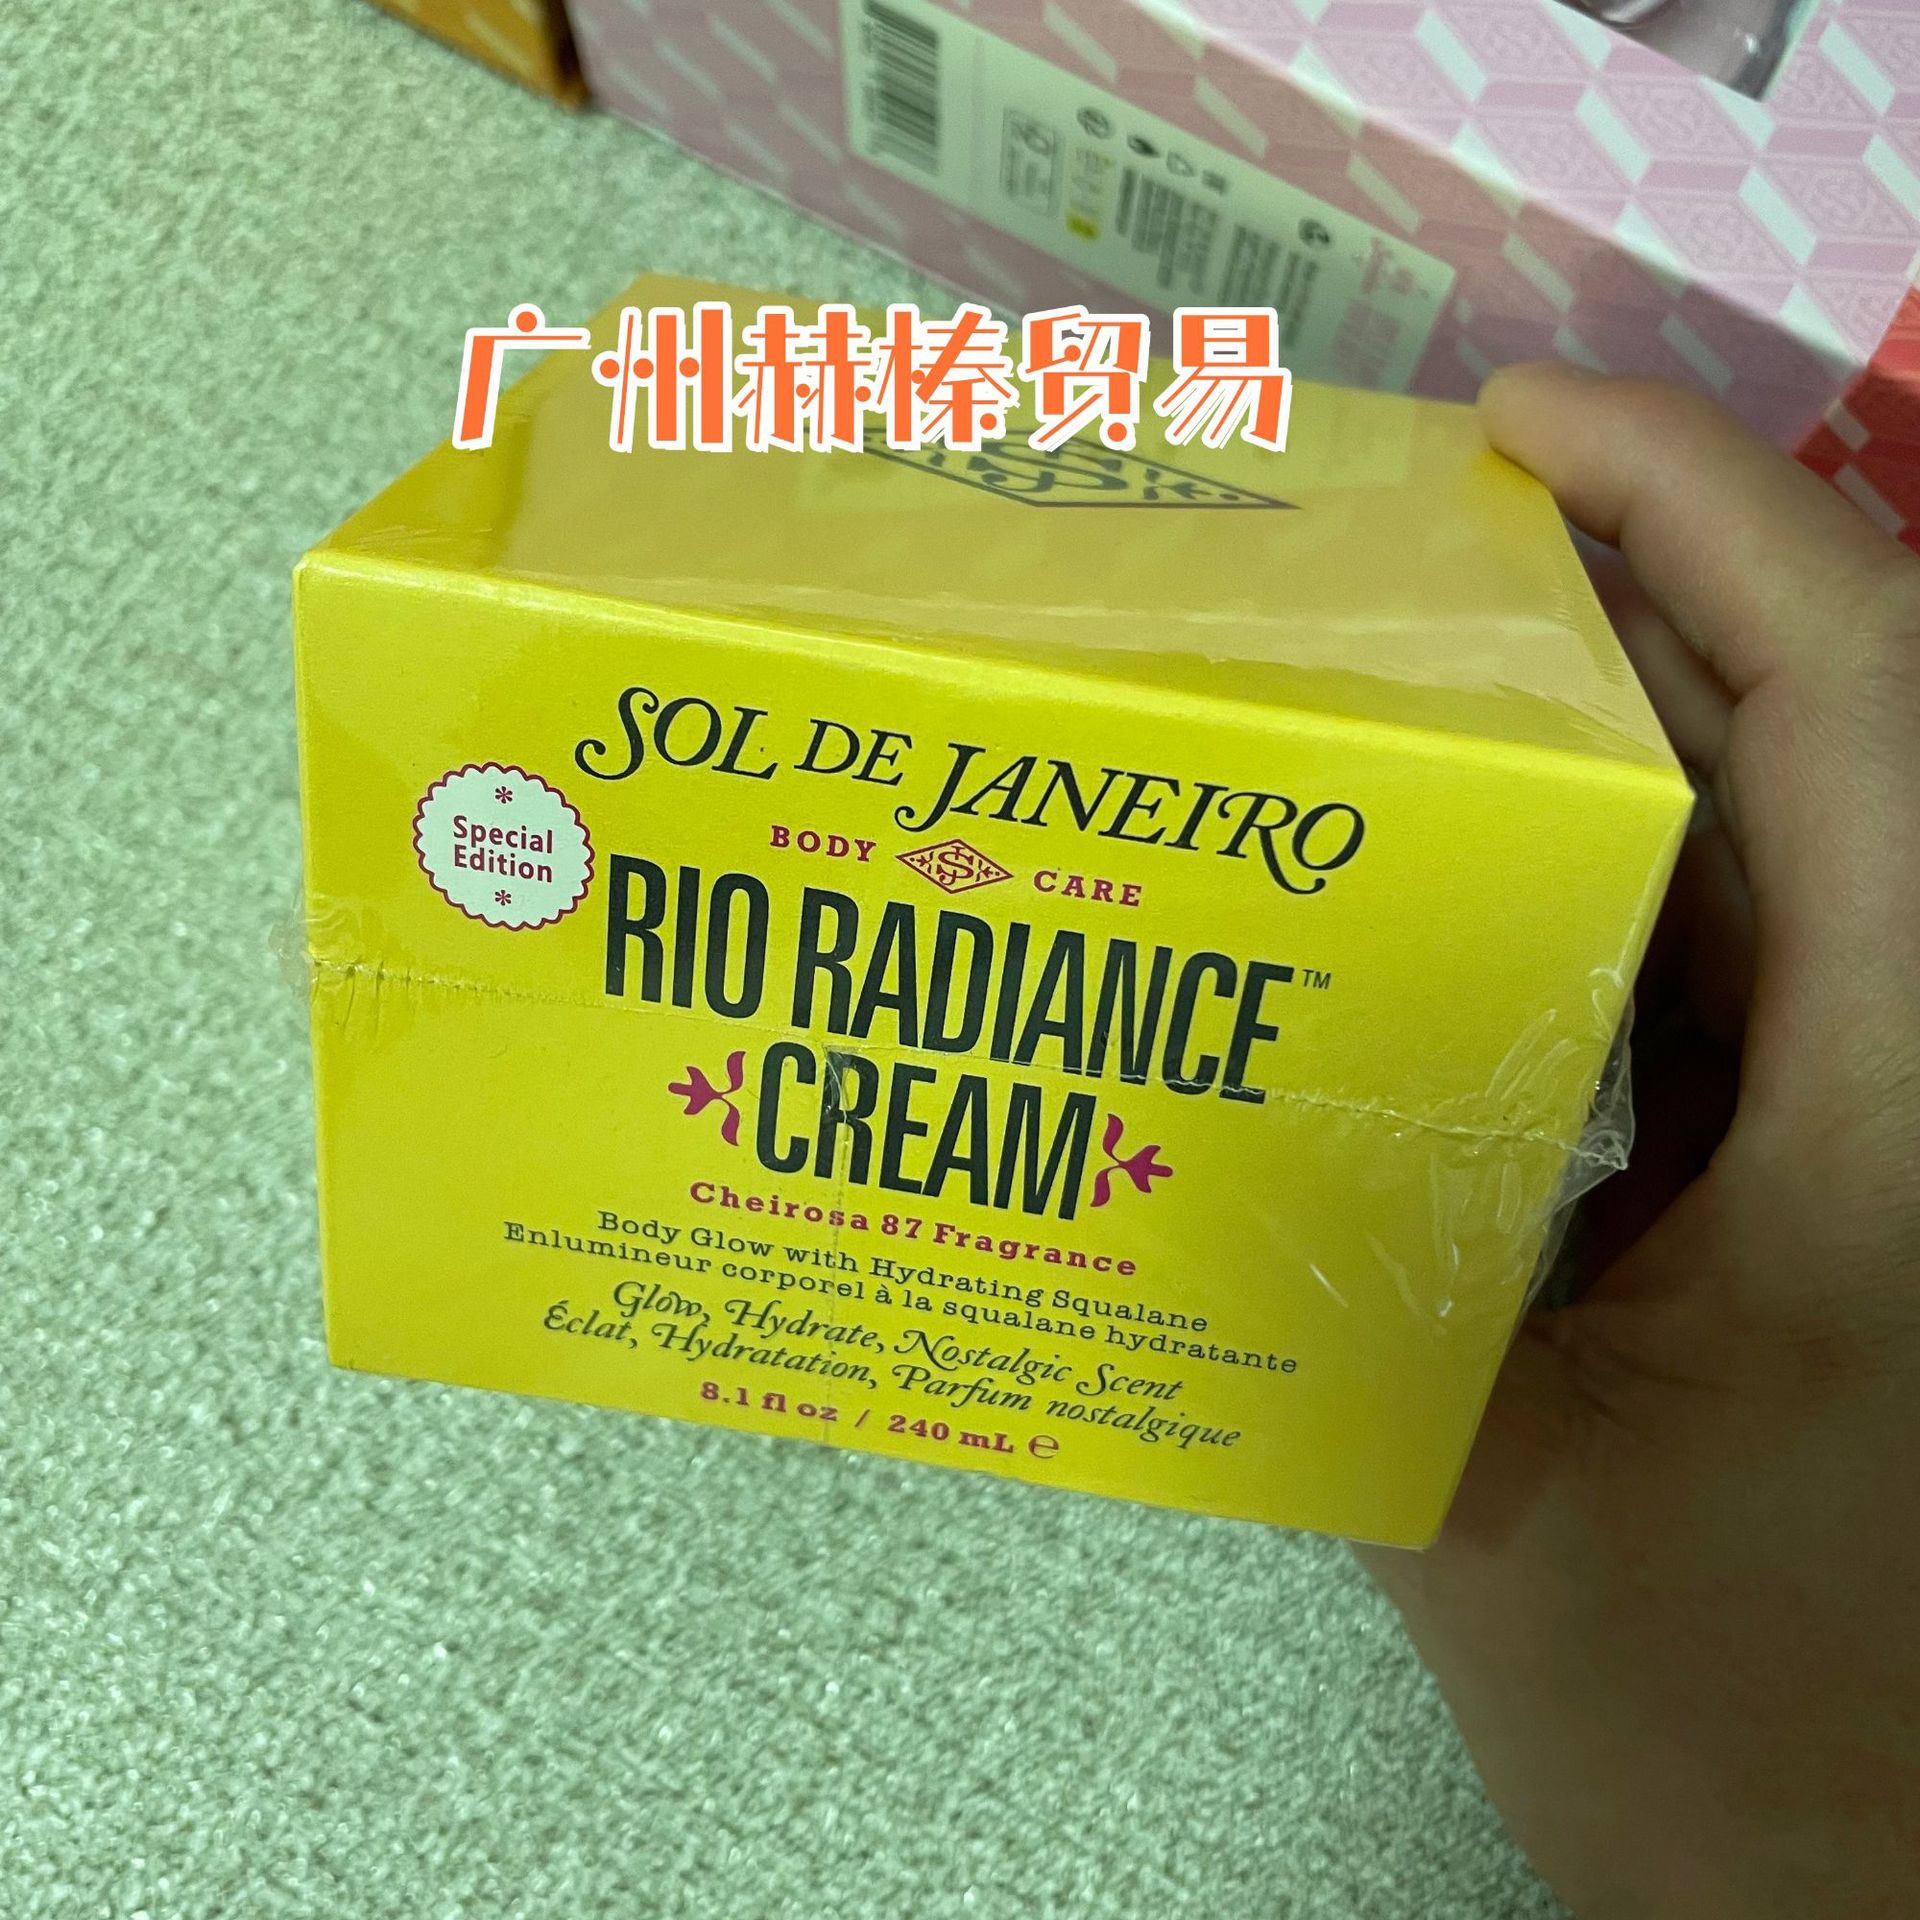 广州赫榛贸易
SOL DE JANEIRO
BODY CARE
Special
Edition
RIO RADIANCE™
CREAM
Cheirosa 87 Fragrance
Body Glow with Hydrating Squalane
Enlumineur corporel à la squalane hydratante
Glow, Hydrate, Nostalgic Scent
Éclat, Hydratation, Parfum nostalgique
8.1 fl oz / 240 mL ℮